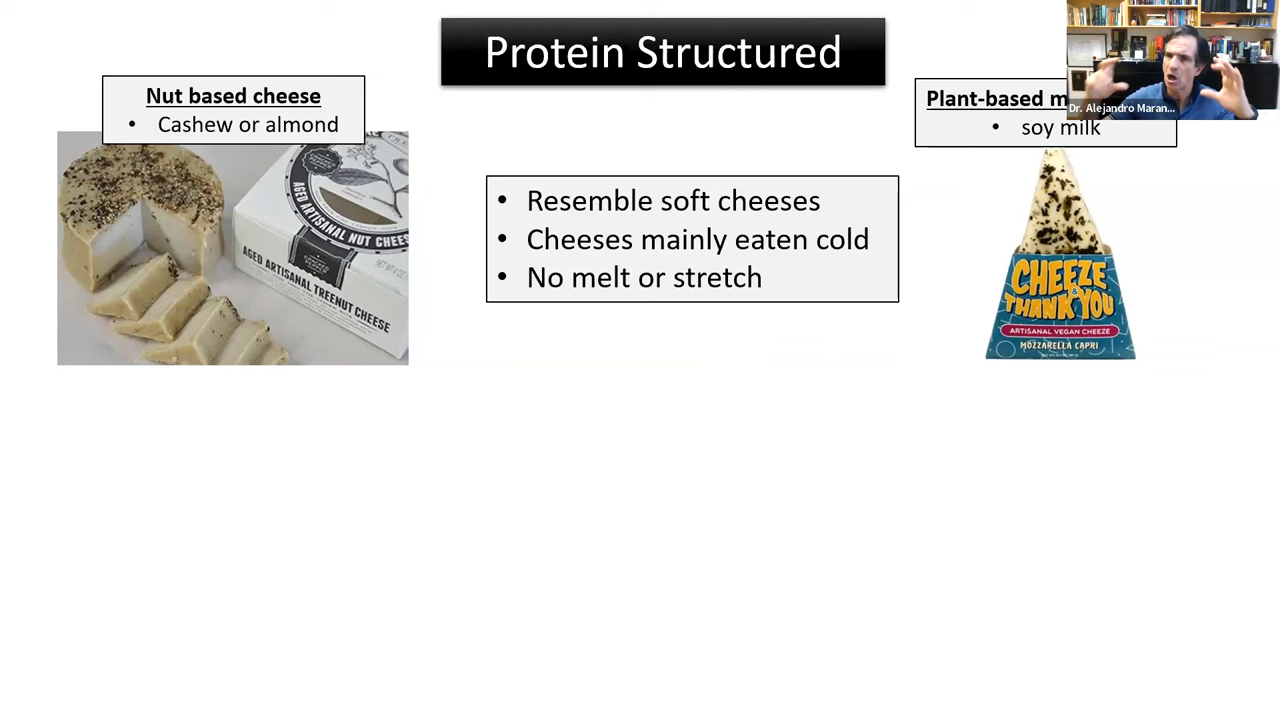 Protein Structured
Nut based cheese
• Cashew or almond
Plant-based m
• soy milk
Dr. Alejandro Maran...
• Resemble soft cheeses
• Cheeses mainly eaten cold
• No melt or stretch
AGED ARTISANAL NUT CHEES
AGED ARTISANAL TREENUT CHEESE
CHEEZE
&
THANK YOU
ARTISANAL VEGAN CHEEZE
MOZZARELLA CAPRI